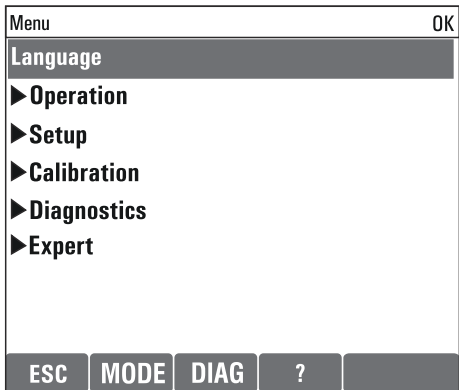 Menu OK
Language
▶Operation
▶Setup
▶Calibration
▶Diagnostics
▶Expert
ESC MODE DIAG ?